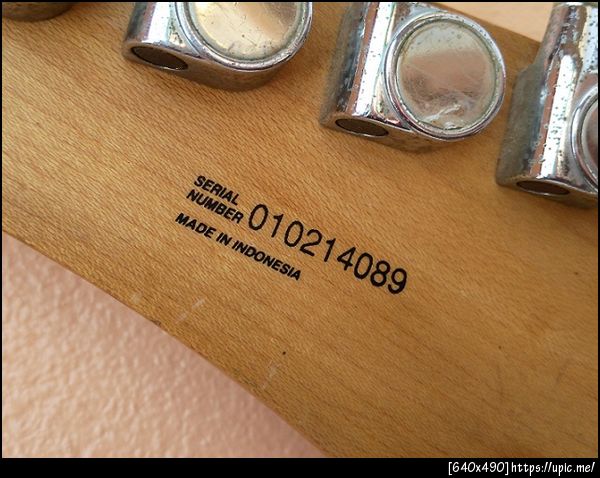 SERIAL
NUMBER 010214089
MADE IN INDONESIA
[640x490]https://upic.me/